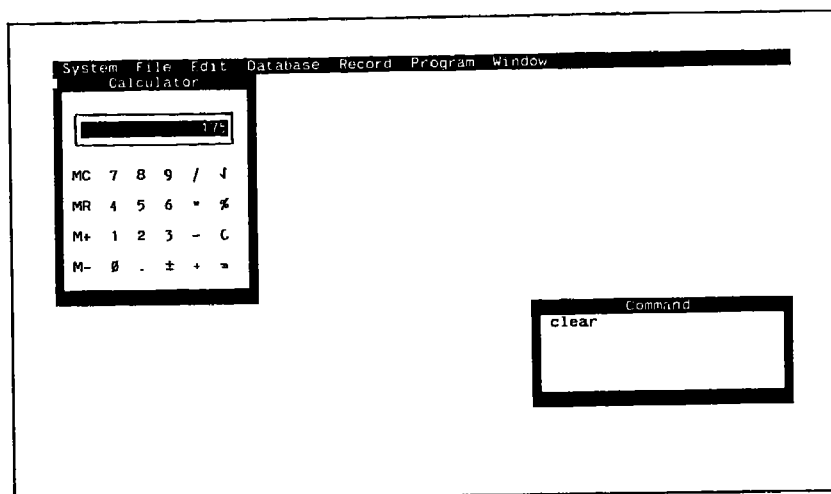 System File Edit Database Record Program Window
Calculator
175
MC 7 8 9 / √
MR 4 5 6 * %
M+ 1 2 3 - C
M- 0 . ± + =
Command
clear